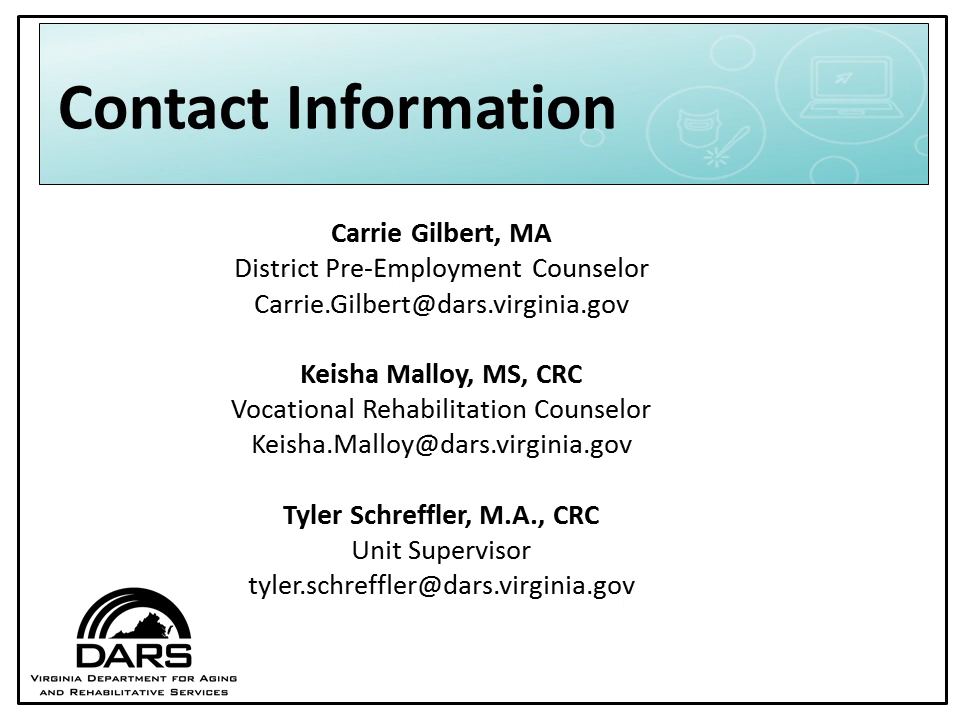 Contact Information
Carrie Gilbert, MA
District Pre-Employment Counselor
Carrie.Gilbert@dars.virginia.gov
Keisha Malloy, MS, CRC
Vocational Rehabilitation Counselor
Keisha.Malloy@dars.virginia.gov
Tyler Schreffler, M.A., CRC
Unit Supervisor
tyler.schreffler@dars.virginia.gov
DARS
Virginia Department for Aging
and Rehabilitative Services